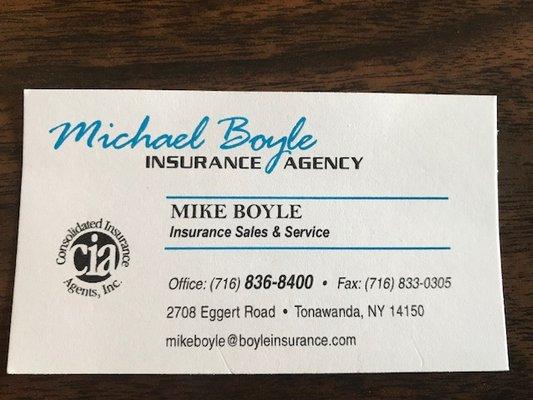 Michael Boyle
INSURANCE AGENCY
MIKE BOYLE
Insurance Sales & Service
Consolidated Insurance
cia
Agents, Inc.
Office: (716) 836-8400 • Fax: (716) 833-0305
2708 Eggert Road • Tonawanda, NY 14150
mikeboyle@boyleinsurance.com